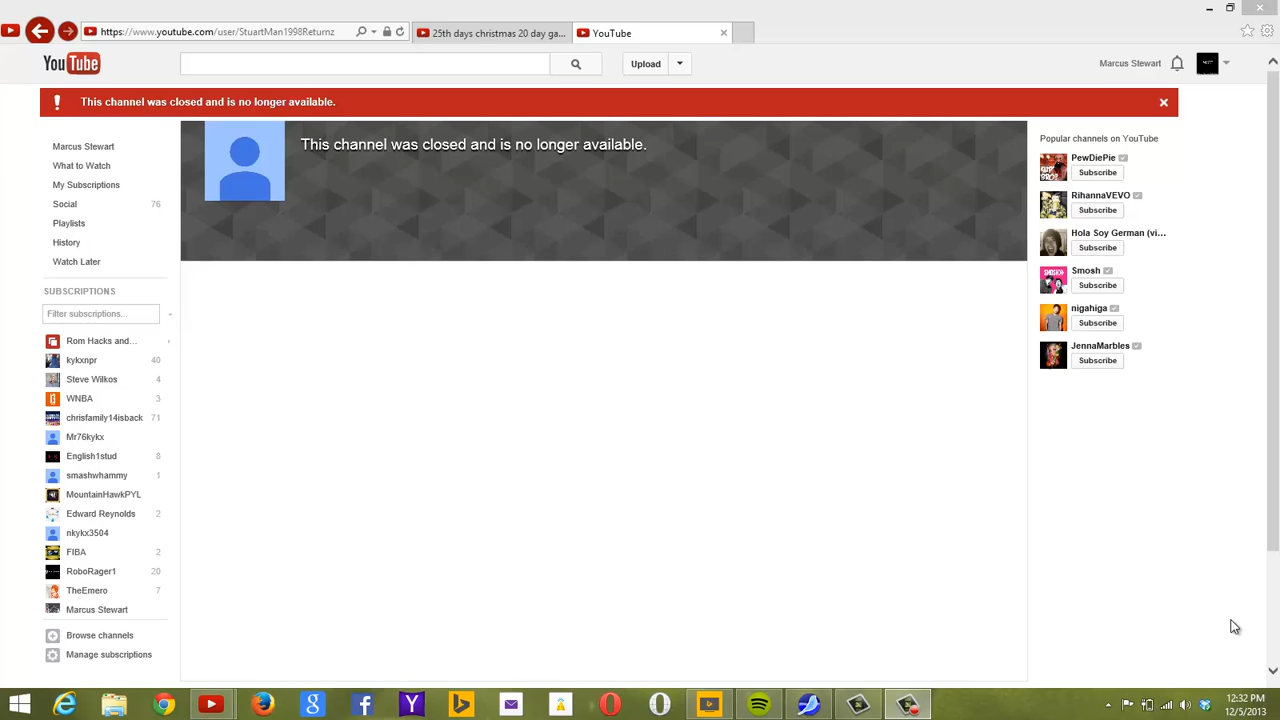 https://www.youtube.com/user/StuartMan1998Returnz
25th days christmas 20 day ga...
YouTube
YouTube
Upload
Marcus Stewart
This channel was closed and is no longer available.
Marcus Stewart
What to Watch
My Subscriptions
Social 76
Playlists
History
Watch Later
SUBSCRIPTIONS
Filter subscriptions...
Rom Hacks and...
kykxnpr 40
Steve Wilkos 4
WNBA 3
chrisfamily14isback 71
Mr76kykx
English1stud 8
smashwhammy 1
MountainHawkPYL
Edward Reynolds 2
nkykx3504
FIBA 2
RoboRager1 20
TheEmero 7
Marcus Stewart
Browse channels
Manage subscriptions
This channel was closed and is no longer available.
Popular channels on YouTube
PewDiePie
Subscribe
RihannaVEVO
Subscribe
Hola Soy German (vi...
Subscribe
Smosh
Subscribe
nigahiga
Subscribe
JennaMarbles
Subscribe
12:32 PM
12/5/2013